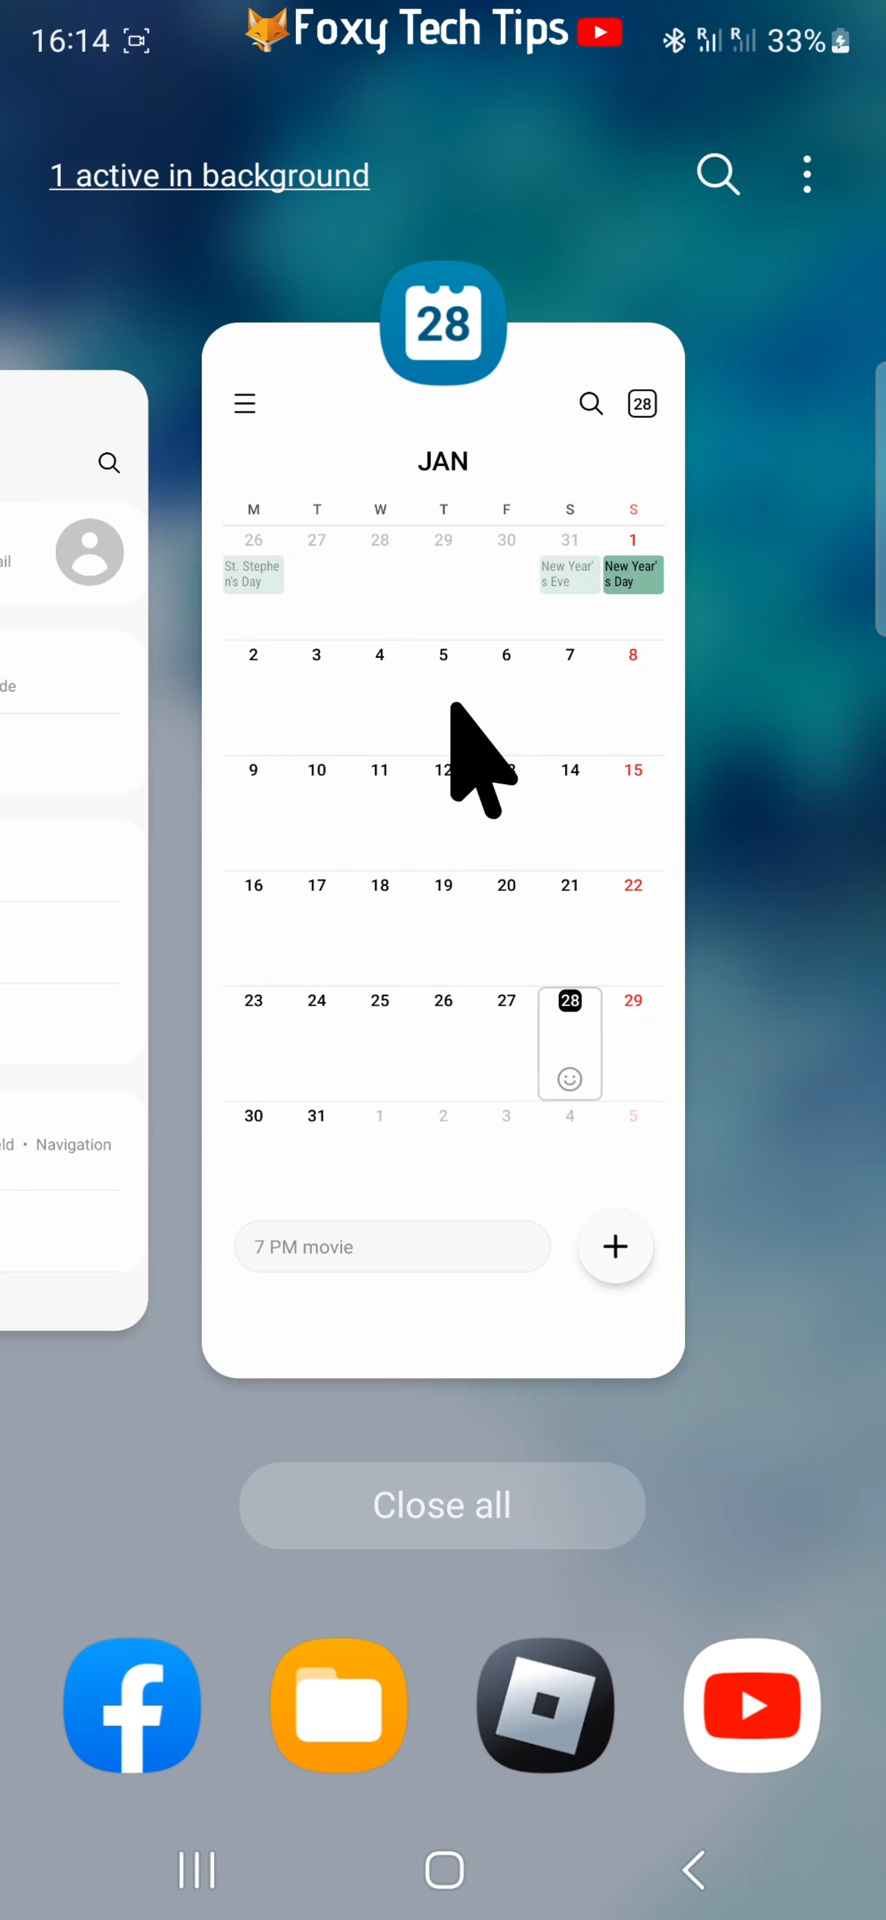 16:14
Foxy Tech Tips
R R 33%
1 active in background
28
28
JAN
M T W T F S S
26 27 28 29 30 31 1
St. Stephe
n's Day
New Year'
s Eve
New Year'
s Day
2 3 4 5 6 7 8
9 10 11 12 14 15
16 17 18 19 20 21 22
23 24 25 26 27 28 29
30 31 1 2 3 4 5
7 PM movie
ail
de
eld • Navigation
Close all